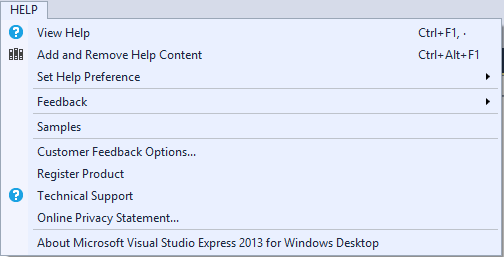 HELP
View Help Ctrl+F1, ·
Add and Remove Help Content Ctrl+Alt+F1
Set Help Preference
Feedback
Samples
Customer Feedback Options...
Register Product
Technical Support
Online Privacy Statement...
About Microsoft Visual Studio Express 2013 for Windows Desktop